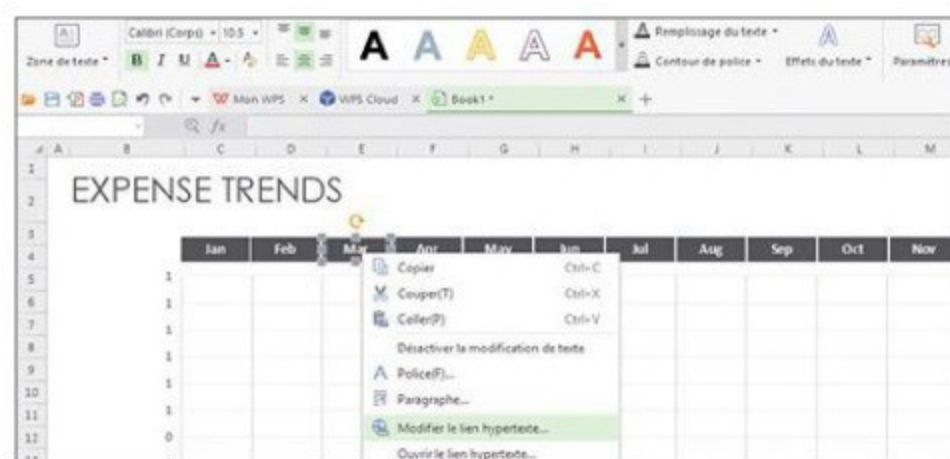 Calibri (Corps) 10.5
A A A A A
Remplissage du texte
Zone de texte B I U A
Contour de police Effets du texte Paramètres
Mon WPS × WPS Cloud × Book1 * × +
fx
A B C D E F G H I J K L M
1
2 EXPENSE TRENDS
3
4 Jan Feb Mar Apr May Jun Jul Aug Sep Oct Nov
5 1
6 1
7 1
8 1
9 1
10 1
11 1
12 0
Copier Ctrl+C
Couper(T) Ctrl+X
Coller(P) Ctrl+V
Désactiver la modification de texte
Police(F)...
Paragraphe...
Modifier le lien hypertexte...
Ouvrir le lien hypertexte...